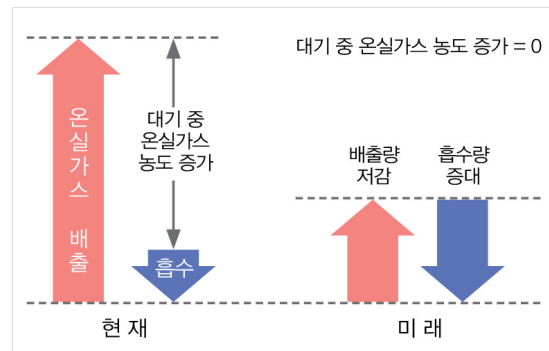 대기 중 온실가스 농도 증가 = 0
온실가스 배출
대기 중
온실가스
농도 증가
흡수
배출량
저감
흡수량
증대
현 재
미 래